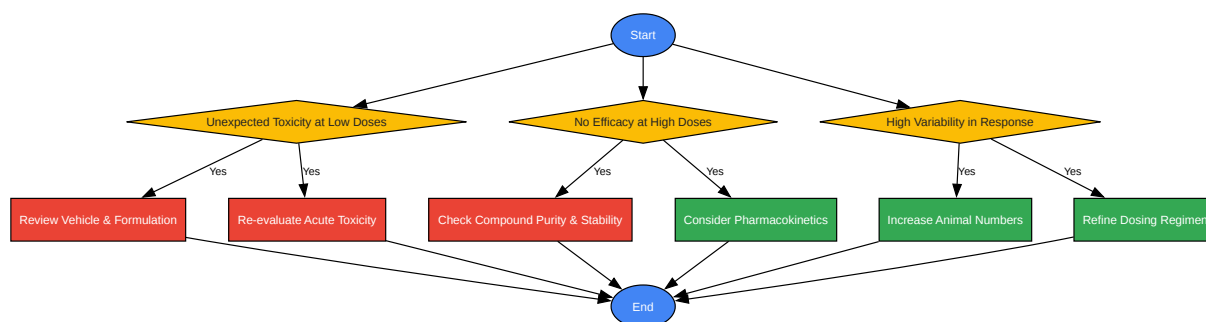 Start
Unexpected Toxicity at Low Doses
No Efficacy at High Doses
High Variability in Response
Yes
Yes
Yes
Yes
Yes
Yes
Review Vehicle & Formulation
Re-evaluate Acute Toxicity
Check Compound Purity & Stability
Consider Pharmacokinetics
Increase Animal Numbers
Refine Dosing Regimen
End